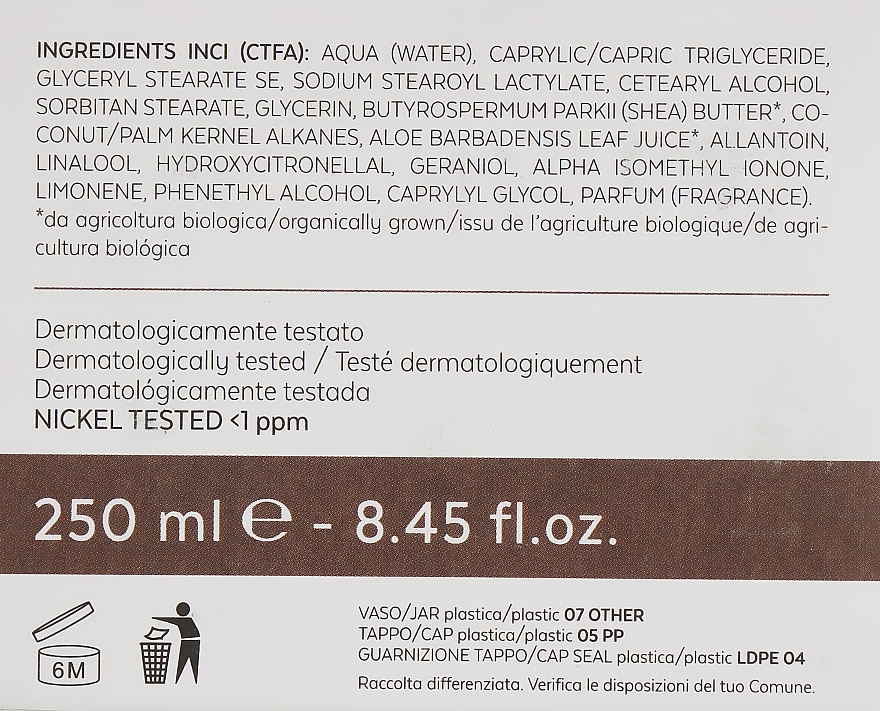 INGREDIENTS INCI (CTFA): AQUA (WATER), CAPRYLIC/CAPRIC TRIGLYCERIDE,
GLYCERYL STEARATE SE, SODIUM STEAROYL LACTYLATE, CETEARYL ALCOHOL,
SORBITAN STEARATE, GLYCERIN, BUTYROSPERMUM PARKII (SHEA) BUTTER*, CO-
CONUT/PALM KERNEL ALKANES, ALOE BARBADENSIS LEAF JUICE*, ALLANTOIN,
LINALOOL, HYDROXYCITRONELLAL, GERANIOL, ALPHA ISOMETHYL IONONE,
LIMONENE, PHENETHYL ALCOHOL, CAPRYLYL GLYCOL, PARFUM (FRAGRANCE).
*da agricoltura biologica/organically grown/issu de l'agriculture biologique/de agri-
cultura biológica
Dermatologicamente testato
Dermatologically tested / Testé dermatologiquement
Dermatológicamente testada
NICKEL TESTED <1 ppm
250 ml ℮ - 8.45 fl.oz.
6M
VASO/JAR plastica/plastic 07 OTHER
TAPPO/CAP plastica/plastic 05 PP
GUARNIZIONE TAPPO/CAP SEAL plastica/plastic LDPE 04
Raccolta differenziata. Verifica le disposizioni del tuo Comune.